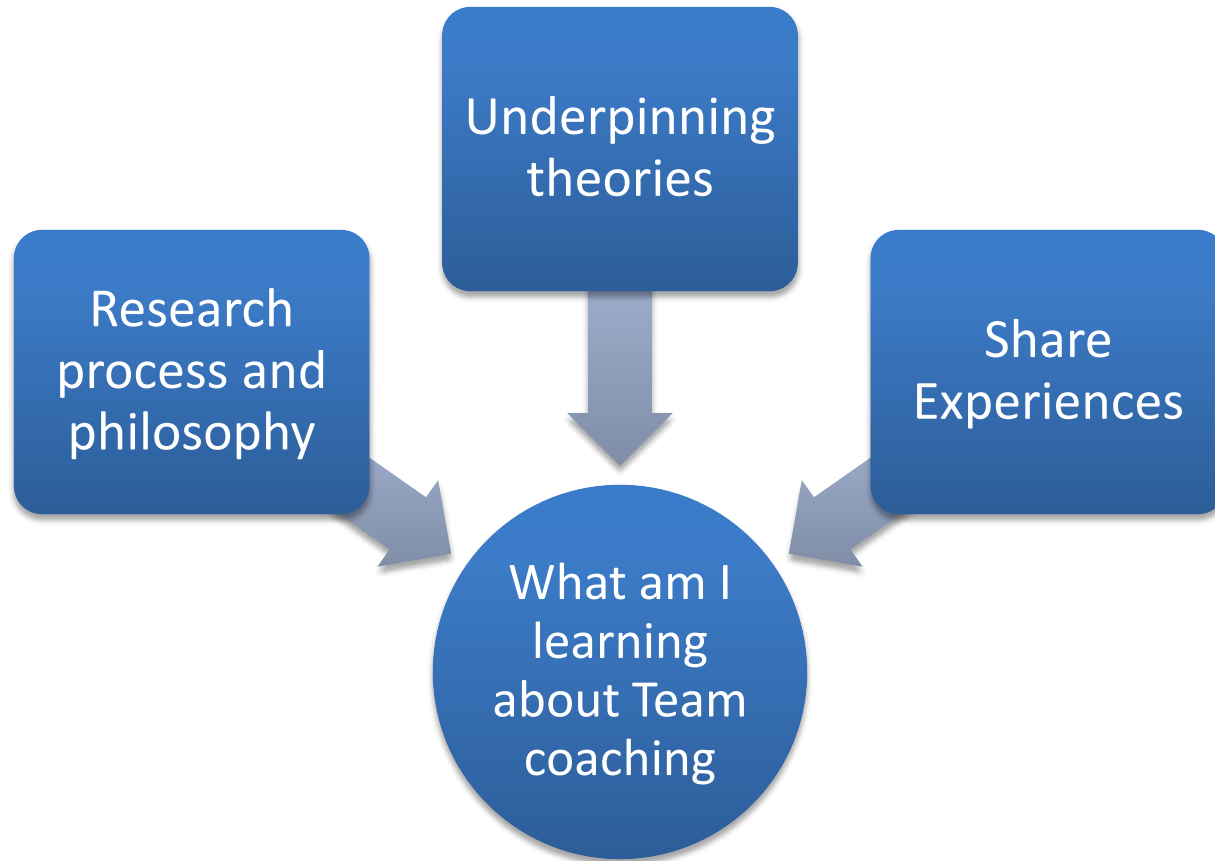 Underpinning
theories
Research
process and
philosophy
Share
Experiences
What am I
learning
about Team
coaching